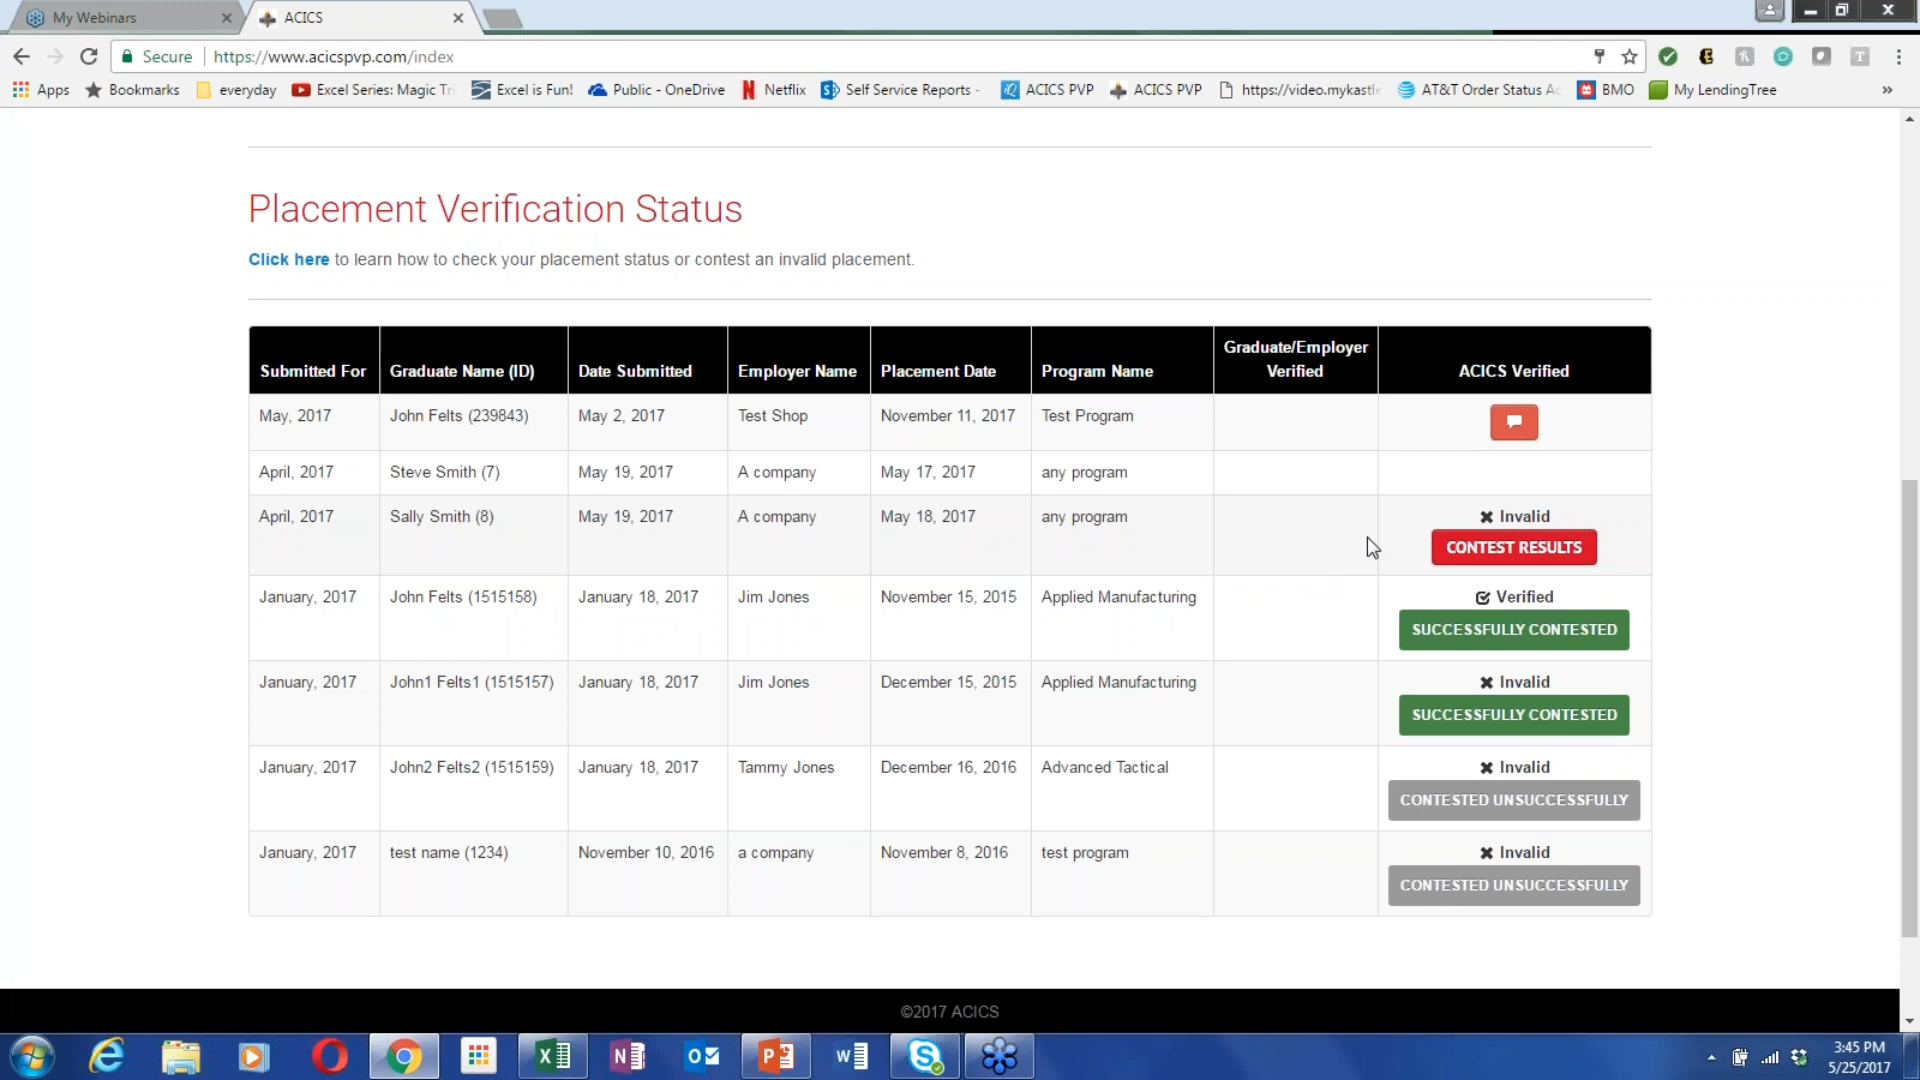 My Webinars
ACICS
Secure https://www.acicspvp.com/index
Apps Bookmarks everyday Excel Series: Magic Tri Excel is Fun! Public - OneDrive Netflix Self Service Reports - ACICS PVP ACICS PVP https://video.mykastle AT&T Order Status Ac BMO My LendingTree »
Placement Verification Status
Click here to learn how to check your placement status or contest an invalid placement.
Submitted For Graduate Name (ID) Date Submitted Employer Name Placement Date Program Name Graduate/Employer Verified ACICS Verified
May, 2017 John Felts (239843) May 2, 2017 Test Shop November 11, 2017 Test Program
April, 2017 Steve Smith (7) May 19, 2017 A company May 17, 2017 any program
April, 2017 Sally Smith (8) May 19, 2017 A company May 18, 2017 any program Invalid
CONTEST RESULTS
January, 2017 John Felts (1515158) January 18, 2017 Jim Jones November 15, 2015 Applied Manufacturing Verified
SUCCESSFULLY CONTESTED
January, 2017 John1 Felts1 (1515157) January 18, 2017 Jim Jones December 15, 2015 Applied Manufacturing Invalid
SUCCESSFULLY CONTESTED
January, 2017 John2 Felts2 (1515159) January 18, 2017 Tammy Jones December 16, 2016 Advanced Tactical Invalid
CONTESTED UNSUCCESSFULLY
January, 2017 test name (1234) November 10, 2016 a company November 8, 2016 test program Invalid
CONTESTED UNSUCCESSFULLY
©2017 ACICS
3:45 PM
5/25/2017